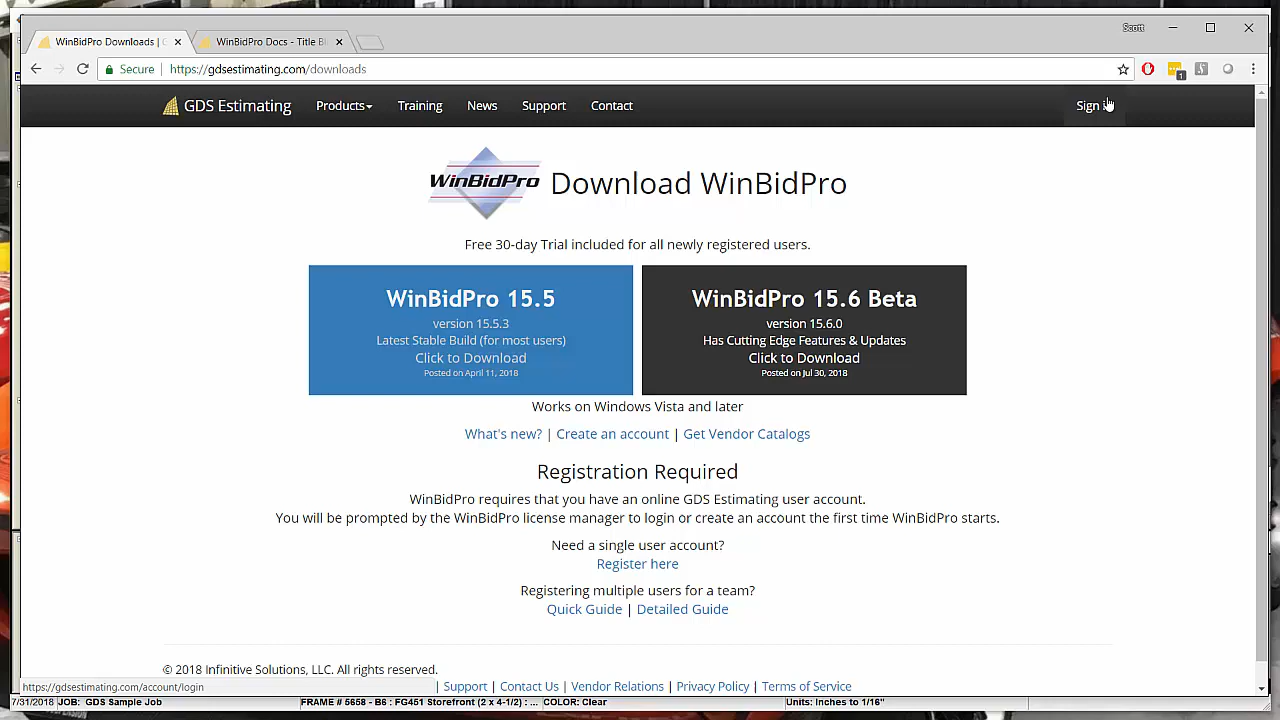 Scott
WinBidPro Downloads |
WinBidPro Docs - Title Bl
Secure | https://gdsestimating.com/downloads
1
GDS Estimating
Products
Training
News
Support
Contact
Sign
WinBidPro
Download WinBidPro
Free 30-day Trial included for all newly registered users.
WinBidPro 15.5
version 15.5.3
Latest Stable Build (for most users)
Click to Download
Posted on April 11, 2018
WinBidPro 15.6 Beta
version 15.6.0
Has Cutting Edge Features & Updates
Click to Download
Posted on Jul 30, 2018
Works on Windows Vista and later
What's new? | Create an account | Get Vendor Catalogs
Registration Required
WinBidPro requires that you have an online GDS Estimating user account.
You will be prompted by the WinBidPro license manager to login or create an account the first time WinBidPro starts.
Need a single user account?
Register here
Registering multiple users for a team?
Quick Guide | Detailed Guide
© 2018 Infinitive Solutions, LLC. All rights reserved.
| Support | Contact Us | Vendor Relations | Privacy Policy | Terms of Service
https://gdsestimating.com/account/login
7/31/2018 JOB: GDS Sample Job FRAME # 5658 - B6 : FG451 Storefront (2 x 4-1/2) : ... COLOR: Clear Units: Inches to 1/16"